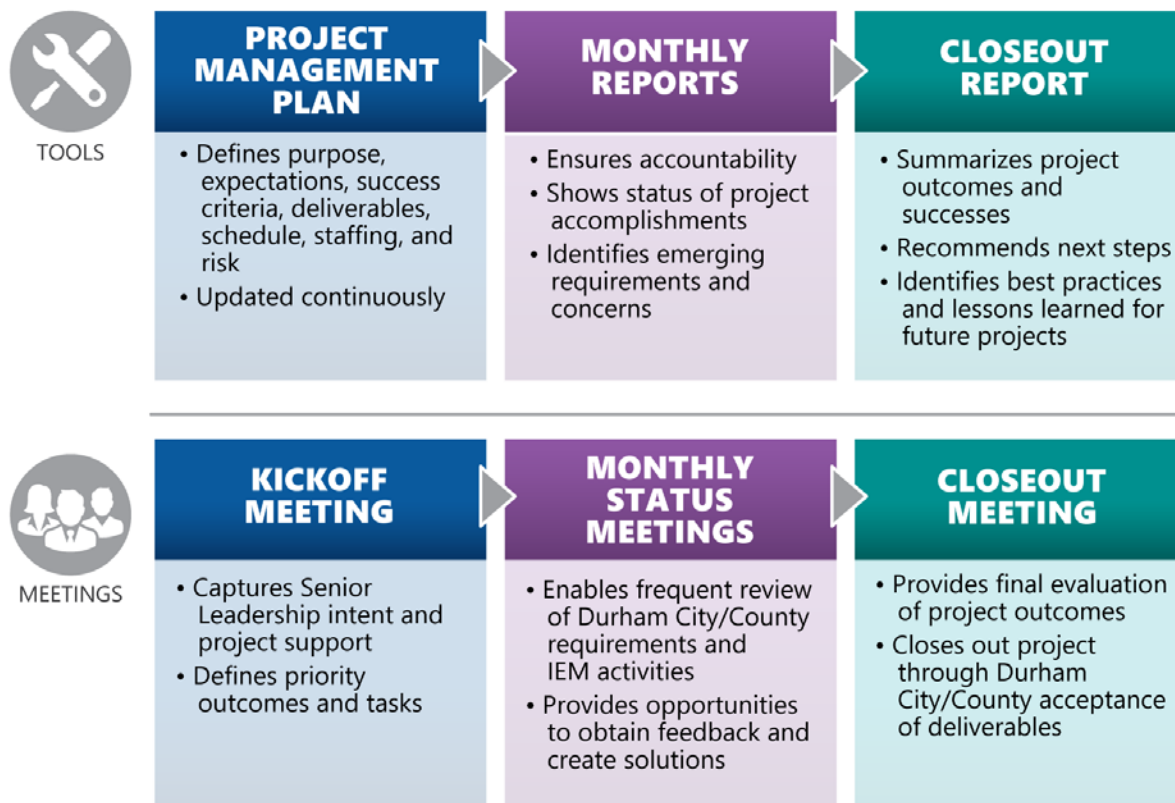 TOOLS
PROJECT
MANAGEMENT
PLAN
• Defines purpose,
expectations, success
criteria, deliverables,
schedule, staffing, and
risk
• Updated continuously
MONTHLY
REPORTS
• Ensures accountability
• Shows status of project
accomplishments
• Identifies emerging
requirements and
concerns
CLOSEOUT
REPORT
• Summarizes project
outcomes and
successes
• Recommends next steps
• Identifies best practices
and lessons learned for
future projects
MEETINGS
KICKOFF
MEETING
• Captures Senior
Leadership intent and
project support
• Defines priority
outcomes and tasks
MONTHLY
STATUS
MEETINGS
• Enables frequent review
of Durham City/County
requirements and
IEM activities
• Provides opportunities
to obtain feedback and
create solutions
CLOSEOUT
MEETING
• Provides final evaluation
of project outcomes
• Closes out project
through Durham
City/County acceptance
of deliverables